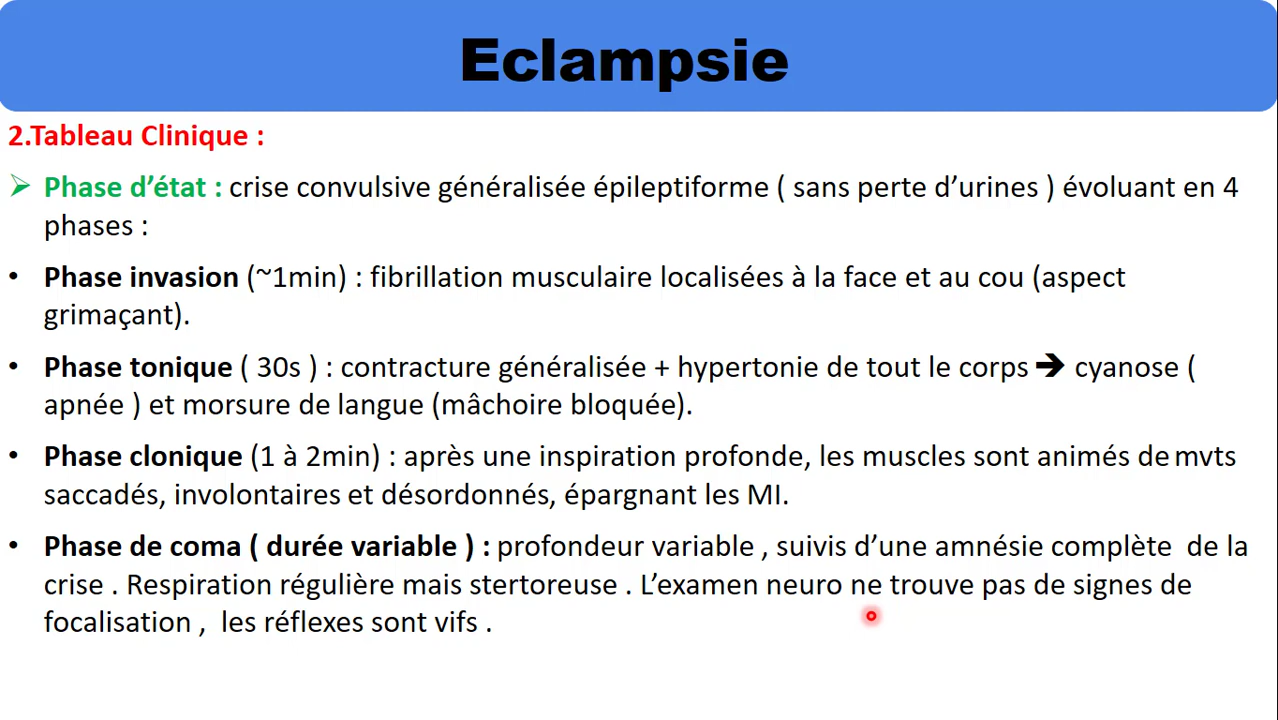 Eclampsie
2.Tableau Clinique :
➢ Phase d’état : crise convulsive généralisée épileptiforme ( sans perte d’urines ) évoluant en 4
phases :
• Phase invasion (~1min) : fibrillation musculaire localisées à la face et au cou (aspect
grimaçant).
• Phase tonique ( 30s ) : contracture généralisée + hypertonie de tout le corps ➔ cyanose (
apnée ) et morsure de langue (mâchoire bloquée).
• Phase clonique (1 à 2min) : après une inspiration profonde, les muscles sont animés de mvts
saccadés, involontaires et désordonnés, épargnant les MI.
• Phase de coma ( durée variable ) : profondeur variable , suivis d’une amnésie complète de la
crise . Respiration régulière mais stertoreuse . L’examen neuro ne trouve pas de signes de
focalisation , les réflexes sont vifs .